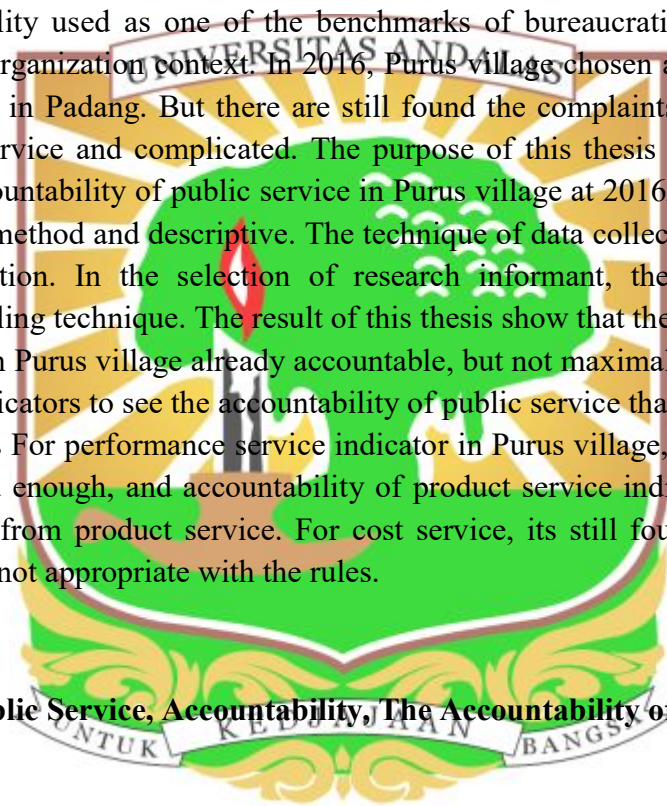 lity used as one of the benchmarks of bureaucrati
rganization context. In 2016, Purus village chosen a
UNIVERSITAS ANDALAS
in Padang. But there are still found the complaints
rvice and complicated. The purpose of this thesis
ountability of public service in Purus village at 2016
method and descriptive. The technique of data collec
tion. In the selection of research informant, the
ling technique. The result of this thesis show that the
n Purus village already accountable, but not maximal
icators to see the accountability of public service tha
s For performance service indicator in Purus village,
l enough, and accountability of product service indi
from product service. For cost service, its still fou
not appropriate with the rules.
blic Service, Accountability, The Accountability of
UNTUK KEDJAJAAN BANGSA